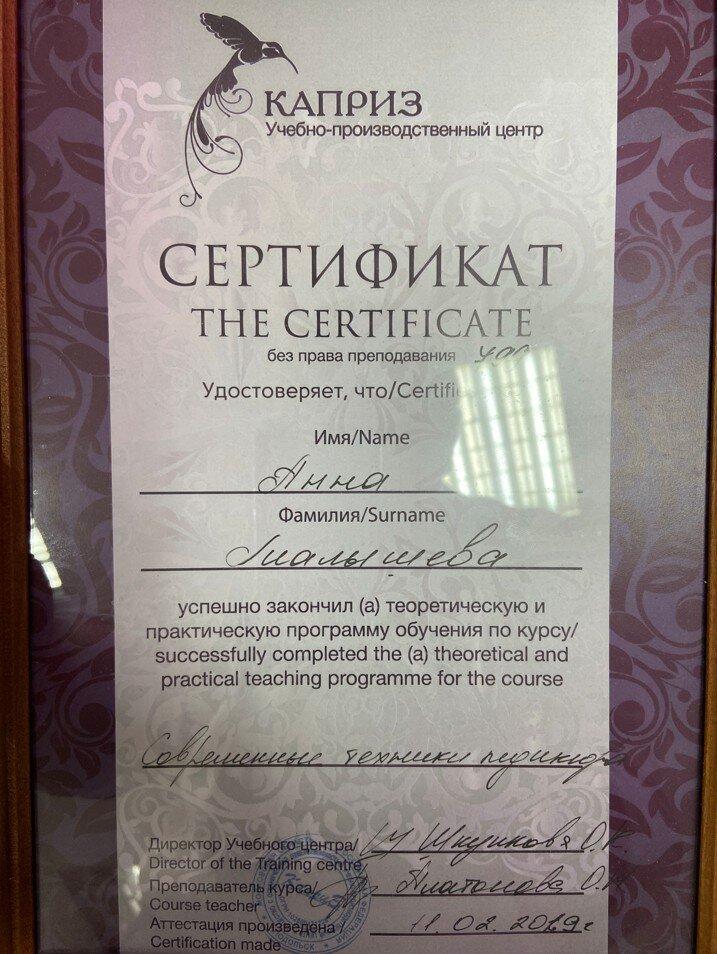 КАПРИЗ
Учебно-производственный центр
СЕРТИФИКАТ
THE CERTIFICATE
без права преподавания
Удостоверяет, что/Certifi
Имя/Name
Анна
Фамилия/Surname
Малышева
успешно закончил (а) теоретическую и
практическую программу обучения по курсу/
successfully completed the (a) theoretical and
practical teaching programme for the course
Современные техники педикюра
Директор Учебного центра/
Director of the Training centre
Преподаватель курса/ Платонова О.
Course teacher
Аттестация произведена/ 11.02.2019г
Certification made